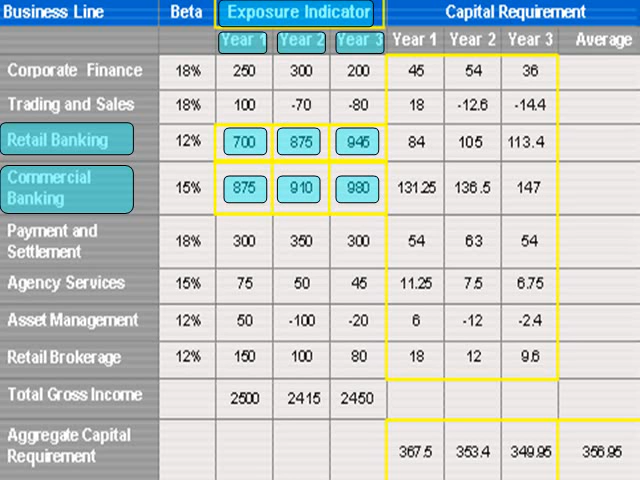 Business Line Beta Exposure Indicator Capital Requirement
Year 1 Year 2 Year 3 Year 1 Year 2 Year 3 Average
Corporate Finance 18% 250 300 200 45 54 36
Trading and Sales 18% 100 -70 -80 18 -12.6 -14.4
Retail Banking 12% 700 875 945 84 105 113.4
Commercial
Banking 15% 875 910 980 131.25 136.5 147
Payment and
Settlement 18% 300 350 300 54 63 54
Agency Services 15% 75 50 45 11.25 7.5 6.75
Asset Management 12% 50 -100 -20 6 -12 -2.4
Retail Brokerage 12% 150 100 80 18 12 9.6
Total Gross Income 2500 2415 2450
Aggregate Capital
Requirement 367.5 353.4 349.95 356.95